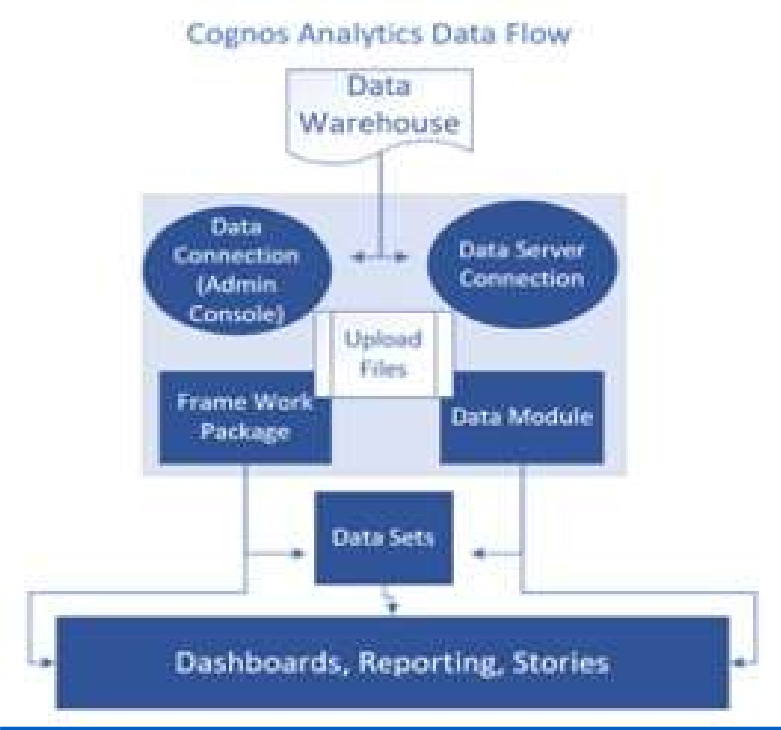 Cognos Analytics Data Flow
Data
Warehouse
Data
Connection
(Admin
Console)
Data Server
Connection
Upload
Files
Frame Work
Package
Data Module
Data Sets
Dashboards, Reporting, Stories